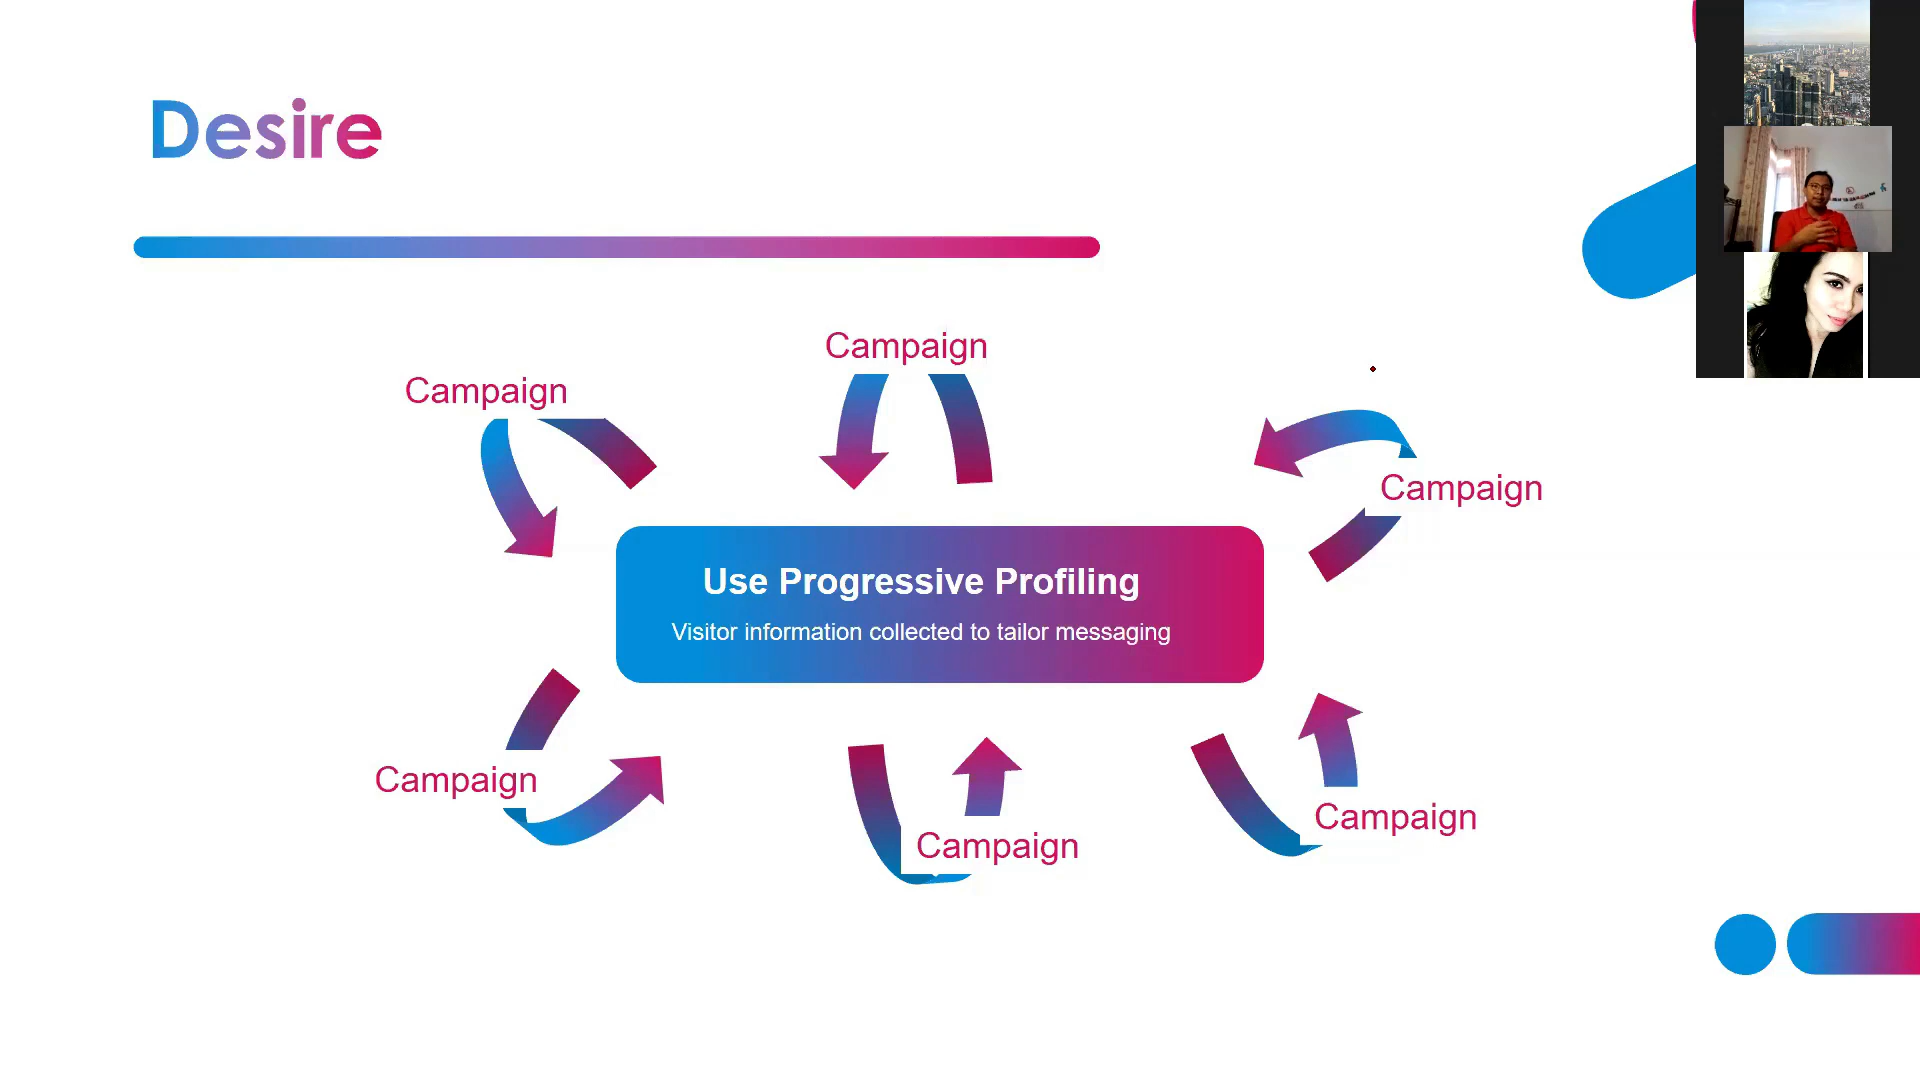 Desire
Campaign
Campaign
Campaign
Use Progressive Profiling
Visitor information collected to tailor messaging
Campaign
Campaign
Campaign